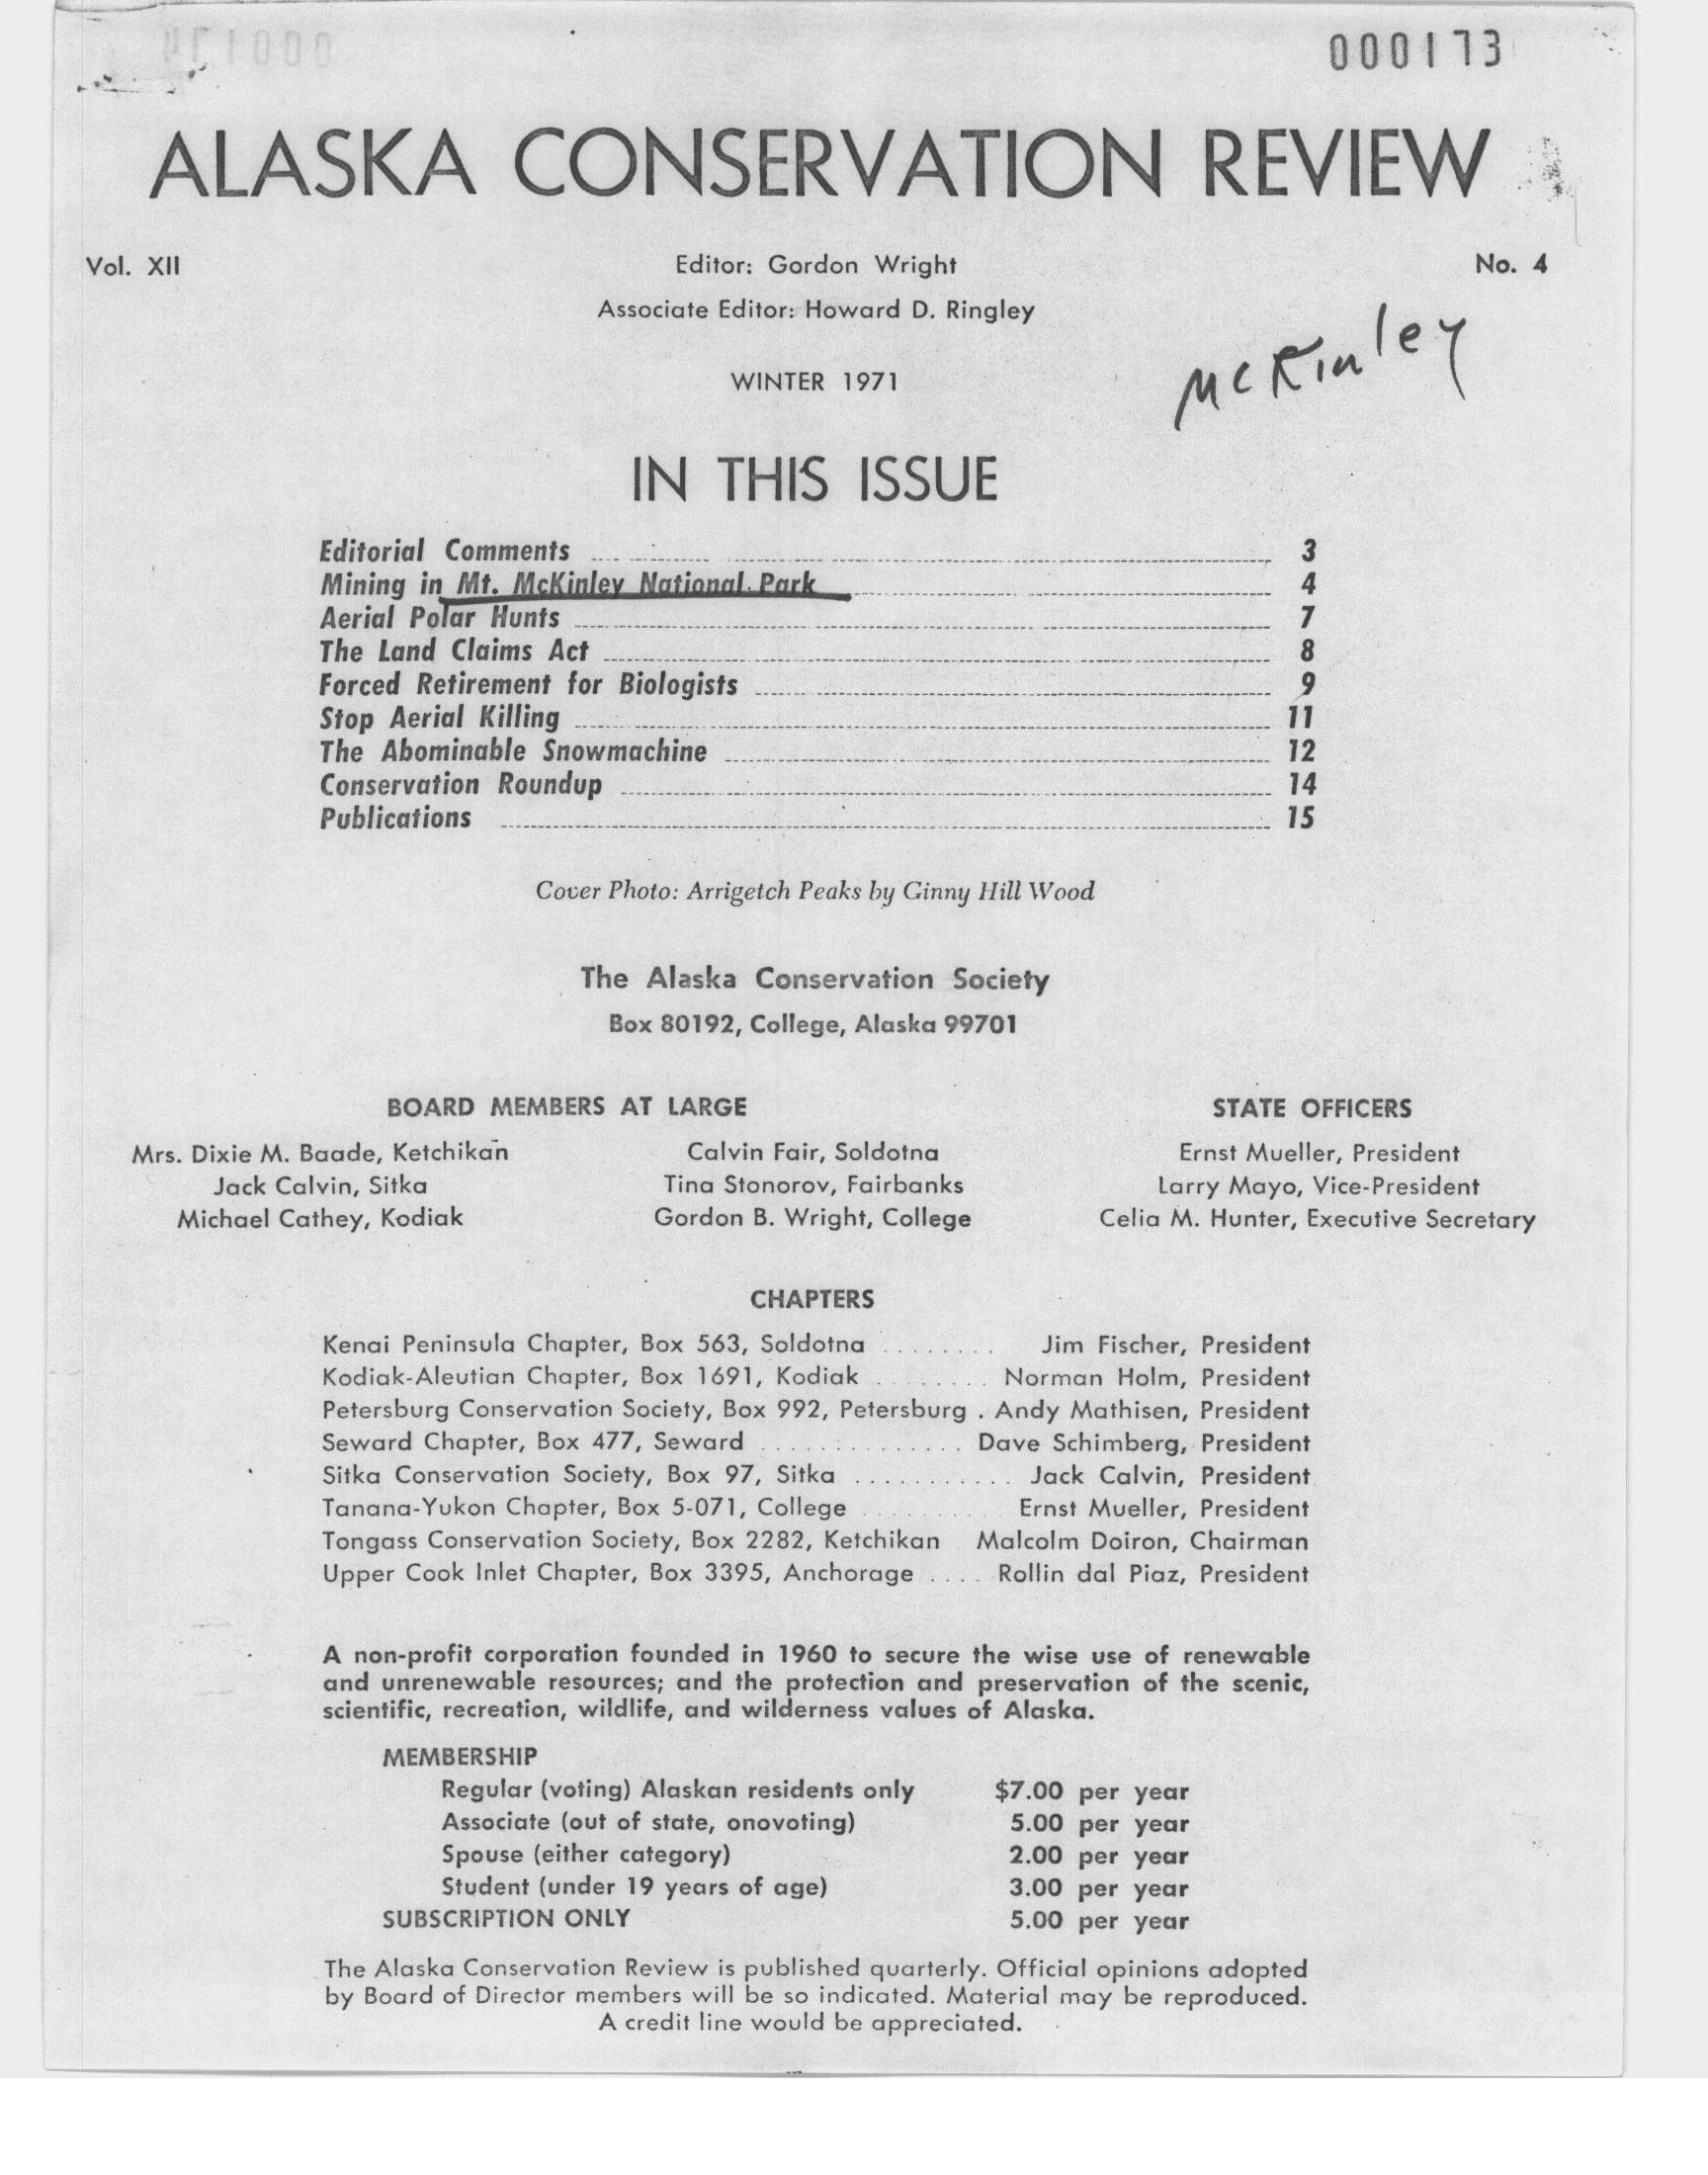 000173
ALASKA CONSERVATION REVIEW
Vol. XII Editor: Gordon Wright No. 4
Associate Editor: Howard D. Ringley
McKinley
WINTER 1971
IN THIS ISSUE
Editorial Comments 3
Mining in Mt. McKinley National Park 4
Aerial Polar Hunts 7
The Land Claims Act 8
Forced Retirement for Biologists 9
Stop Aerial Killing 11
The Abominable Snowmachine 12
Conservation Roundup 14
Publications 15
Cover Photo: Arrigetch Peaks by Ginny Hill Wood
The Alaska Conservation Society
Box 80192, College, Alaska 99701
BOARD MEMBERS AT LARGE STATE OFFICERS
Mrs. Dixie M. Baade, Ketchikan Calvin Fair, Soldotna Ernst Mueller, President
Jack Calvin, Sitka Tina Stonorov, Fairbanks Larry Mayo, Vice-President
Michael Cathey, Kodiak Gordon B. Wright, College Celia M. Hunter, Executive Secretary
CHAPTERS
Kenai Peninsula Chapter, Box 563, Soldotna ........ Jim Fischer, President
Kodiak-Aleutian Chapter, Box 1691, Kodiak ........ Norman Holm, President
Petersburg Conservation Society, Box 992, Petersburg . Andy Mathisen, President
Seward Chapter, Box 477, Seward .............. Dave Schimberg, President
Sitka Conservation Society, Box 97, Sitka ........... Jack Calvin, President
Tanana-Yukon Chapter, Box 5-071, College .......... Ernst Mueller, President
Tongass Conservation Society, Box 2282, Ketchikan . Malcolm Doiron, Chairman
Upper Cook Inlet Chapter, Box 3395, Anchorage .... Rollin dal Piaz, President
A non-profit corporation founded in 1960 to secure the wise use of renewable
and unrenewable resources; and the protection and preservation of the scenic,
scientific, recreation, wildlife, and wilderness values of Alaska.
MEMBERSHIP
Regular (voting) Alaskan residents only $7.00 per year
Associate (out of state, onovoting) 5.00 per year
Spouse (either category) 2.00 per year
Student (under 19 years of age) 3.00 per year
SUBSCRIPTION ONLY 5.00 per year
The Alaska Conservation Review is published quarterly. Official opinions adopted
by Board of Director members will be so indicated. Material may be reproduced.
A credit line would be appreciated.